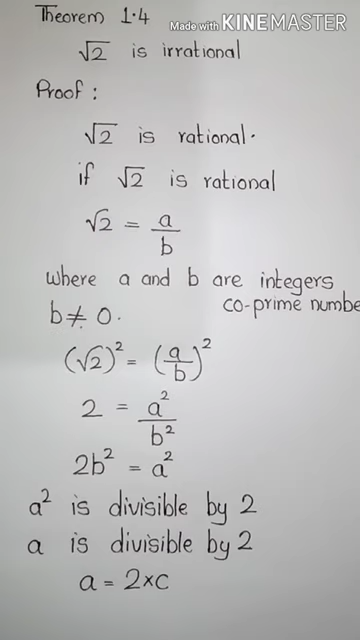 Theorem 1.4
Made with KINEMASTER
√2 is irrational
Proof :
√2 is rational.
if √2 is rational
√2 = a/b
where a and b are integers
b ≠ 0. co-prime numbe
(√2)² = (a/b)²
2 = a²/b²
2b² = a²
a² is divisible by 2
a is divisible by 2
a = 2×c